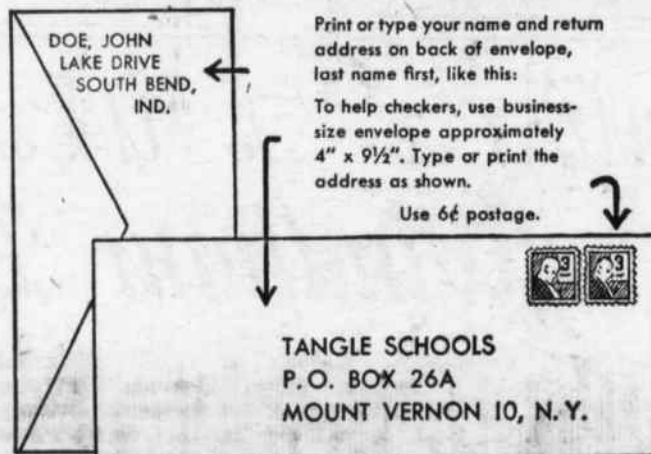 DOE, JOHN
LAKE DRIVE
SOUTH BEND,
IND.
Print or type your name and return
address on back of envelope,
last name first, like this:
To help checkers, use business-
size envelope approximately
4" x 9½". Type or print the
address as shown.
Use 6¢ postage.
3 3
TANGLE SCHOOLS
P. O. BOX 26A
MOUNT VERNON 10, N. Y.